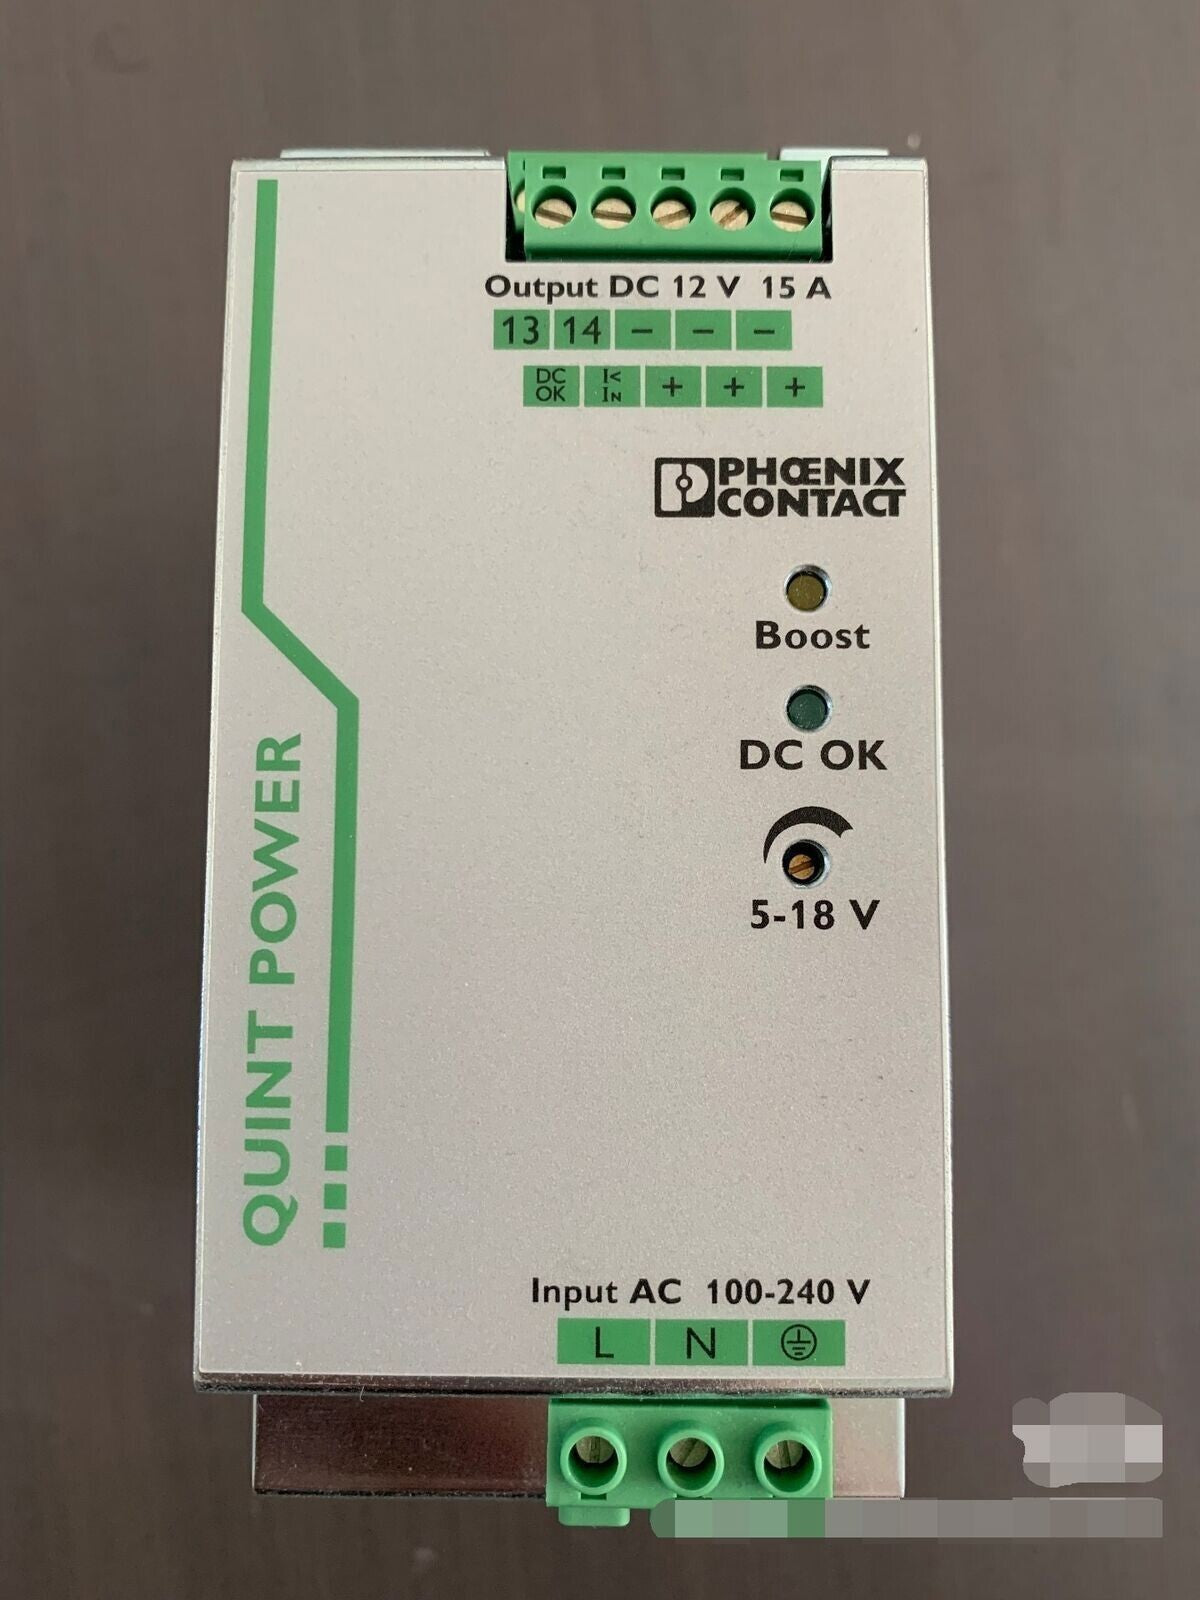 Output DC 12 V 15 A
13 14 − − −
DC OK I< IN + + +
PHŒNIX
CONTACT
Boost
DC OK
5-18 V
QUINT POWER
Input AC 100-240 V
L N